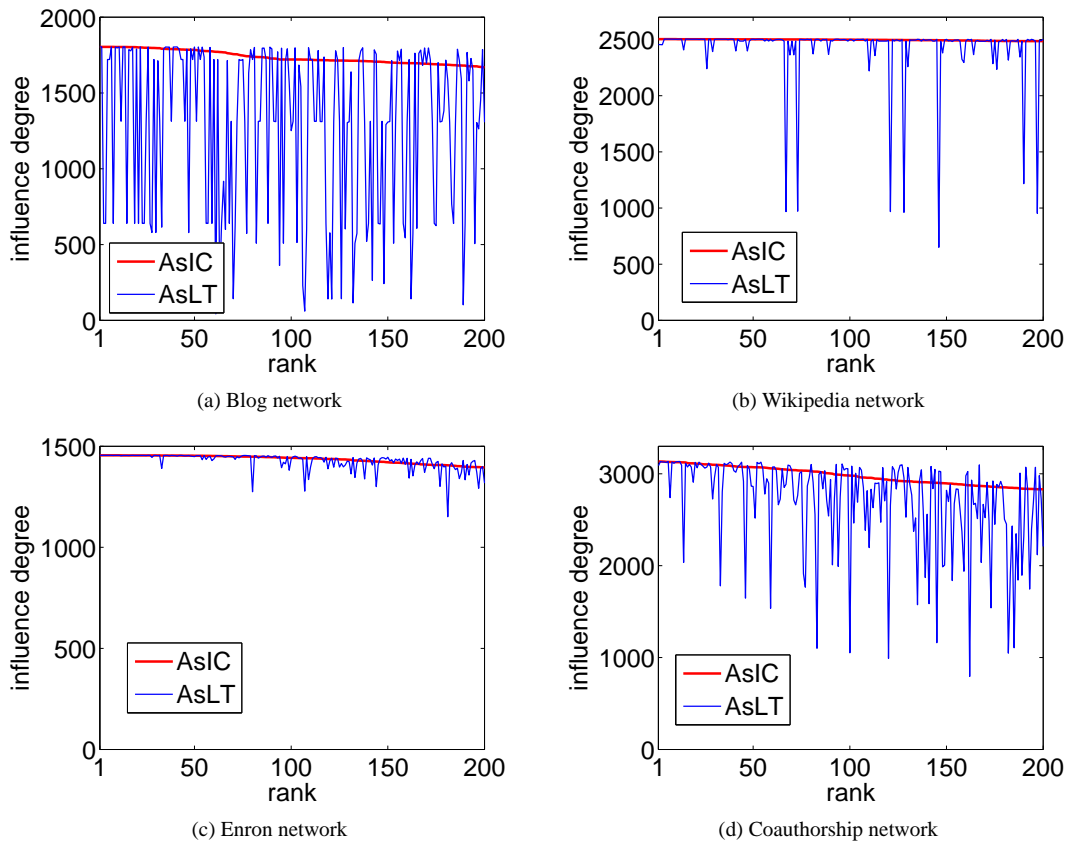 2000
1500
1000
500
0
influence degree
AsIC
AsLT
1 50 100 150 200
rank
(a) Blog network
2500
2000
1500
1000
500
0
influence degree
AsIC
AsLT
1 50 100 150 200
rank
(b) Wikipedia network
1500
1000
500
0
influence degree
AsIC
AsLT
1 50 100 150 200
rank
(c) Enron network
3000
2000
1000
0
influence degree
AsIC
AsLT
1 50 100 150 200
rank
(d) Coauthorship network